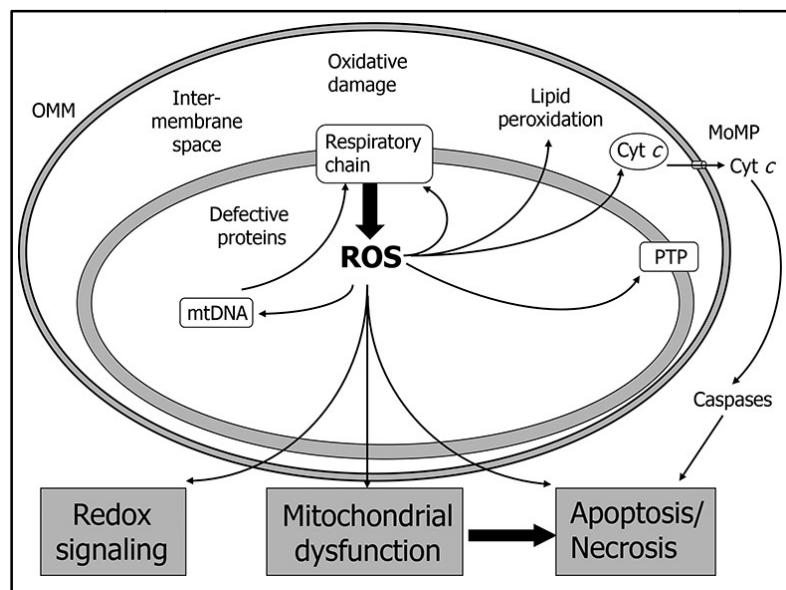 Oxidative
damage
OMM
Inter-
membrane
space
Lipid
peroxidation
MoMP
Respiratory
chain
Cyt c
Cyt c
Defective
proteins
ROS
PTP
mtDNA
Caspases
Redox
signaling
Mitochondrial
dysfunction
Apoptosis/
Necrosis